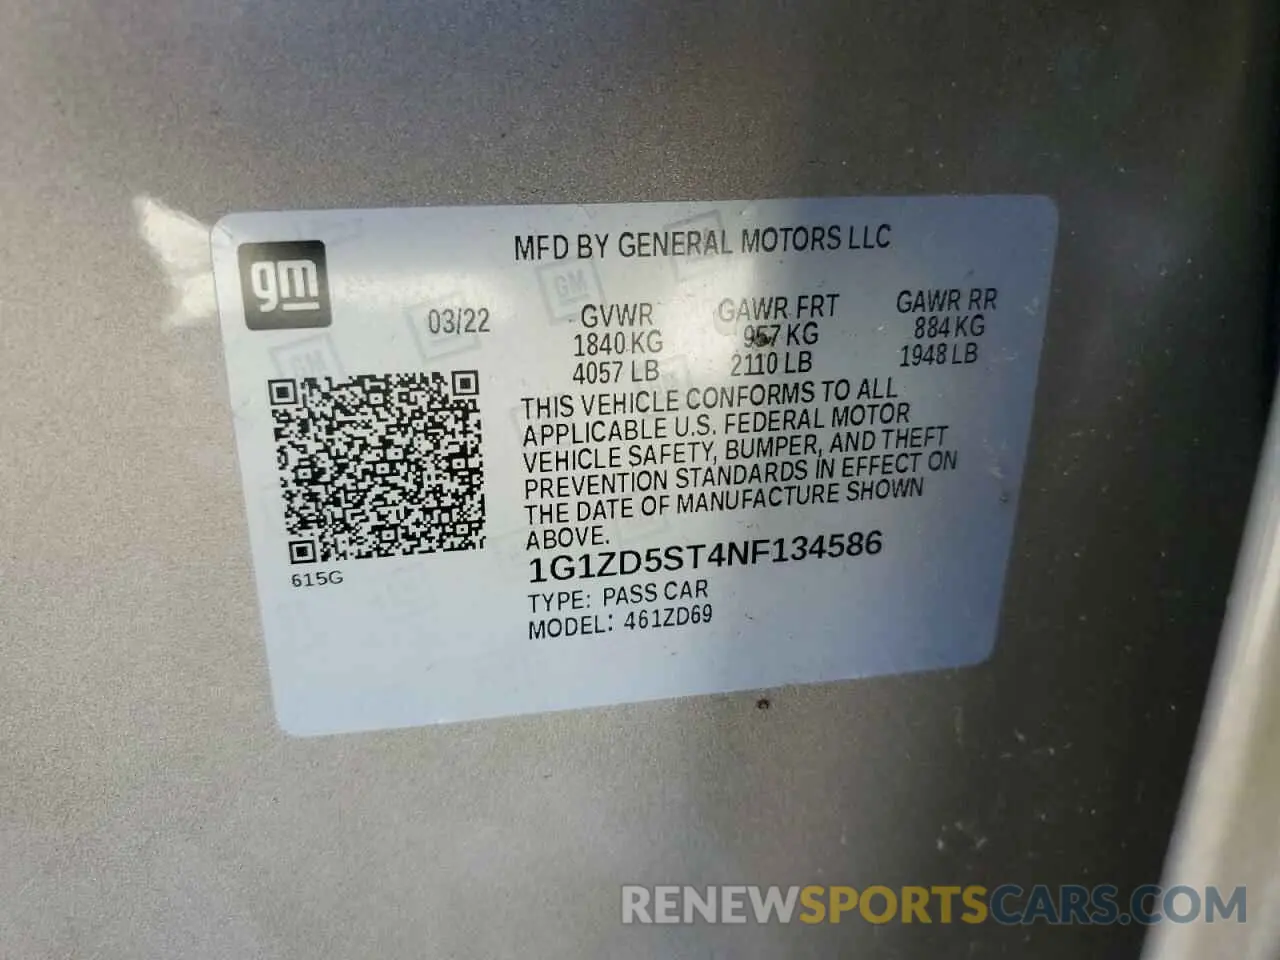 MFD BY GENERAL MOTORS LLC
gm
03/22
GVWR GAWR FRT GAWR RR
1840 KG 957 KG 884 KG
4057 LB 2110 LB 1948 LB
THIS VEHICLE CONFORMS TO ALL
APPLICABLE U.S. FEDERAL MOTOR
VEHICLE SAFETY, BUMPER, AND THEFT
PREVENTION STANDARDS IN EFFECT ON
THE DATE OF MANUFACTURE SHOWN
ABOVE.
615G
1G1ZD5ST4NF134586
TYPE: PASS CAR
MODEL: 461ZD69
RENEWSPORTSCARS.COM